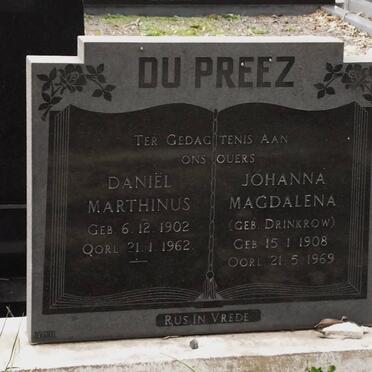 DU PREEZ
TER GEDAGTENIS AAN
ONS OUERS
DANIËL
MARTHINUS
GEB. 6.12.1902
OORL. 21.1.1962
JOHANNA
MAGDALENA
(GEB. DRINKROW)
GEB. 15.1.1908
OORL. 21.5.1969
RUS IN VREDE